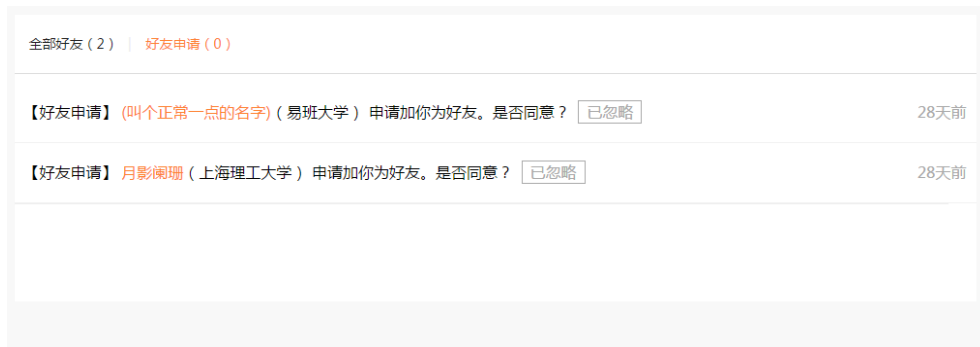 全部好友（2） 好友申请（0）
【好友申请】 (叫个正常一点的名字)（易班大学） 申请加你为好友。是否同意？ 已忽略 28天前
【好友申请】 月影阑珊（上海理工大学） 申请加你为好友。是否同意？ 已忽略 28天前